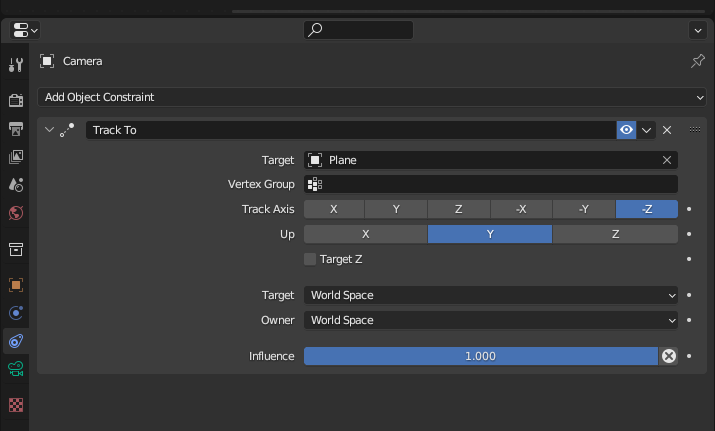 Camera
Add Object Constraint
Track To
Target Plane
Vertex Group
Track Axis X Y Z -X -Y -Z
Up X Y Z
Target Z
Target World Space
Owner World Space
Influence 1.000